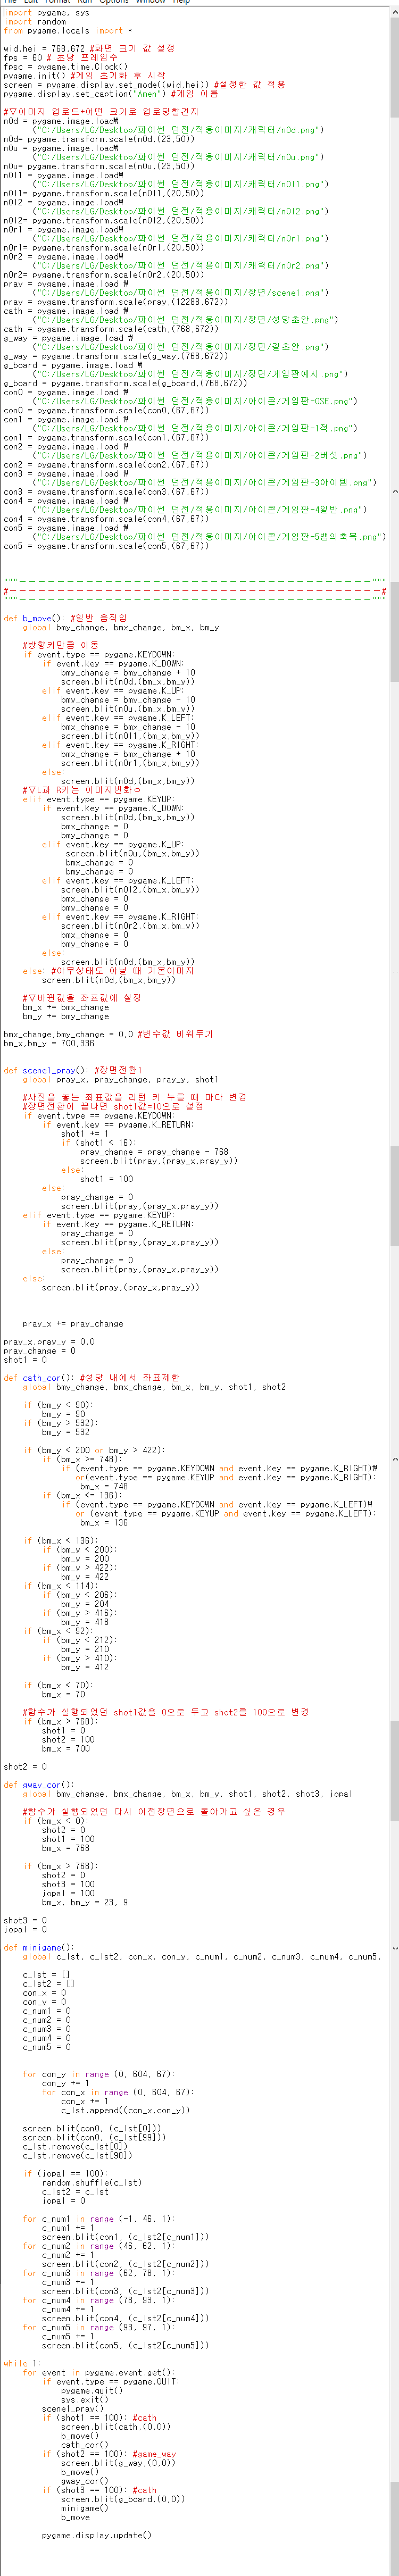 File Edit Format Run Options Window Help
import pygame, sys
import random
from pygame.locals import *
wid,hei = 768,672 #화면 크기 값 설정
fps = 60 # 초당 프레임수
fpsc = pygame.time.Clock()
pygame.init() #게임 초기화 후 시작
screen = pygame.display.set_mode((wid,hei)) #설정한 값 적용
pygame.display.set_caption("Amen") #게임 이름
#▽이미지 업로드+어떤 크기로 업로딩할건지
n0d = pygame.image.load₩
("C:/Users/LG/Desktop/파이썬 던전/적용이미지/캐릭터/n0d.png")
n0d= pygame.transform.scale(n0d,(23,50))
n0u = pygame.image.load₩
("C:/Users/LG/Desktop/파이썬 던전/적용이미지/캐릭터/n0u.png")
n0u= pygame.transform.scale(n0u,(23,50))
n0l1 = pygame.image.load₩
("C:/Users/LG/Desktop/파이썬 던전/적용이미지/캐릭터/n0l1.png")
n0l1= pygame.transform.scale(n0l1,(20,50))
n0l2 = pygame.image.load₩
("C:/Users/LG/Desktop/파이썬 던전/적용이미지/캐릭터/n0l2.png")
n0l2= pygame.transform.scale(n0l2,(20,50))
n0r1 = pygame.image.load₩
("C:/Users/LG/Desktop/파이썬 던전/적용이미지/캐릭터/n0r1.png")
n0r1= pygame.transform.scale(n0r1,(20,50))
n0r2 = pygame.image.load₩
("C:/Users/LG/Desktop/파이썬 던전/적용이미지/캐릭터/n0r2.png")
n0r2= pygame.transform.scale(n0r2,(20,50))
pray = pygame.image.load ₩
("C:/Users/LG/Desktop/파이썬 던전/적용이미지/장면/scene1.png")
pray = pygame.transform.scale(pray,(12288,672))
cath = pygame.image.load ₩
("C:/Users/LG/Desktop/파이썬 던전/적용이미지/장면/성당초안.png")
cath = pygame.transform.scale(cath,(768,672))
g_way = pygame.image.load ₩
("C:/Users/LG/Desktop/파이썬 던전/적용이미지/장면/길초안.png")
g_way = pygame.transform.scale(g_way,(768,672))
g_board = pygame.image.load ₩
("C:/Users/LG/Desktop/파이썬 던전/적용이미지/장면/게임판예시.png")
g_board = pygame.transform.scale(g_board,(768,672))
con0 = pygame.image.load ₩
("C:/Users/LG/Desktop/파이썬 던전/적용이미지/아이콘/게임판-0SE.png")
con0 = pygame.transform.scale(con0,(67,67))
con1 = pygame.image.load ₩
("C:/Users/LG/Desktop/파이썬 던전/적용이미지/아이콘/게임판-1적.png")
con1 = pygame.transform.scale(con1,(67,67))
con2 = pygame.image.load ₩
("C:/Users/LG/Desktop/파이썬 던전/적용이미지/아이콘/게임판-2버섯.png")
con2 = pygame.transform.scale(con2,(67,67))
con3 = pygame.image.load ₩
("C:/Users/LG/Desktop/파이썬 던전/적용이미지/아이콘/게임판-3아이템.png")
con3 = pygame.transform.scale(con3,(67,67))
con4 = pygame.image.load ₩
("C:/Users/LG/Desktop/파이썬 던전/적용이미지/아이콘/게임판-4일반.png")
con4 = pygame.transform.scale(con4,(67,67))
con5 = pygame.image.load ₩
("C:/Users/LG/Desktop/파이썬 던전/적용이미지/아이콘/게임판-5뱀의축복.png")
con5 = pygame.transform.scale(con5,(67,67))
"""---------------------------------------"""
#-----------------------------------------#
"""---------------------------------------"""
def b_move(): #일반 움직임
global bmy_change, bmx_change, bm_x, bm_y
#방향키만큼 이동
if event.type == pygame.KEYDOWN:
if event.key == pygame.K_DOWN:
bmy_change = bmy_change + 10
screen.blit(n0d,(bm_x,bm_y))
elif event.key == pygame.K_UP:
bmy_change = bmy_change - 10
screen.blit(n0u,(bm_x,bm_y))
elif event.key == pygame.K_LEFT:
bmx_change = bmx_change - 10
screen.blit(n0l1,(bm_x,bm_y))
elif event.key == pygame.K_RIGHT:
bmx_change = bmx_change + 10
screen.blit(n0r1,(bm_x,bm_y))
else:
screen.blit(n0d,(bm_x,bm_y))
#▽L과 R키는 이미지변화ㅇ
elif event.type == pygame.KEYUP:
if event.key == pygame.K_DOWN:
screen.blit(n0d,(bm_x,bm_y))
bmx_change = 0
bmy_change = 0
elif event.key == pygame.K_UP:
screen.blit(n0u,(bm_x,bm_y))
bmx_change = 0
bmy_change = 0
elif event.key == pygame.K_LEFT:
screen.blit(n0l2,(bm_x,bm_y))
bmx_change = 0
bmy_change = 0
elif event.key == pygame.K_RIGHT:
screen.blit(n0r2,(bm_x,bm_y))
bmx_change = 0
bmy_change = 0
else:
screen.blit(n0d,(bm_x,bm_y))
else: #아무상태도 아닐 때 기본이미지
screen.blit(n0d,(bm_x,bm_y))
#▽바뀐값을 좌표값에 설정
bm_x += bmx_change
bm_y += bmy_change
bmx_change,bmy_change = 0,0 #변수값 비워두기
bm_x,bm_y = 700,336
def scene1_pray(): #장면전환1
global pray_x, pray_change, pray_y, shot1
#사진을 놓는 좌표값을 리턴 키 누를 때 마다 변경
#장면전환이 끝나면 shot1값=10으로 설정
if event.type == pygame.KEYDOWN:
if event.key == pygame.K_RETURN:
shot1 += 1
if (shot1 < 16):
pray_change = pray_change - 768
screen.blit(pray,(pray_x,pray_y))
else:
shot1 = 100
else:
pray_change = 0
screen.blit(pray,(pray_x,pray_y))
elif event.type == pygame.KEYUP:
if event.key == pygame.K_RETURN:
pray_change = 0
screen.blit(pray,(pray_x,pray_y))
else:
pray_change = 0
screen.blit(pray,(pray_x,pray_y))
else:
screen.blit(pray,(pray_x,pray_y))
pray_x += pray_change
pray_x,pray_y = 0,0
pray_change = 0
shot1 = 0
def cath_cor(): #성당 내에서 좌표제한
global bmy_change, bmx_change, bm_x, bm_y, shot1, shot2
if (bm_y < 90):
bm_y = 90
if (bm_y > 532):
bm_y = 532
if (bm_y < 200 or bm_y > 422):
if (bm_x >= 748):
if (event.type == pygame.KEYDOWN and event.key == pygame.K_RIGHT)₩
or(event.type == pygame.KEYUP and event.key == pygame.K_RIGHT):
bm_x = 748
if (bm_x <= 136):
if (event.type == pygame.KEYDOWN and event.key == pygame.K_LEFT)₩
or (event.type == pygame.KEYUP and event.key == pygame.K_LEFT):
bm_x = 136
if (bm_x < 136):
if (bm_y < 200):
bm_y = 200
if (bm_y > 422):
bm_y = 422
if (bm_x < 114):
if (bm_y < 206):
bm_y = 204
if (bm_y > 416):
bm_y = 418
if (bm_x < 92):
if (bm_y < 212):
bm_y = 210
if (bm_y > 410):
bm_y = 412
if (bm_x < 70):
bm_x = 70
#함수가 실행되었던 shot1값을 0으로 두고 shot2를 100으로 변경
if (bm_x > 768):
shot1 = 0
shot2 = 100
bm_x = 700
shot2 = 0
def gway_cor():
global bmy_change, bmx_change, bm_x, bm_y, shot1, shot2, shot3, jopal
#함수가 실행되었던 다시 이전장면으로 돌아가고 싶은 경우
if (bm_x < 0):
shot2 = 0
shot1 = 100
bm_x = 768
if (bm_x > 768):
shot2 = 0
shot3 = 100
jopal = 100
bm_x, bm_y = 23, 9
shot3 = 0
jopal = 0
def minigame():
global c_lst, c_lst2, con_x, con_y, c_num1, c_num2, c_num3, c_num4, c_num5,
c_lst = []
c_lst2 = []
con_x = 0
con_y = 0
c_num1 = 0
c_num2 = 0
c_num3 = 0
c_num4 = 0
c_num5 = 0
for con_y in range (0, 604, 67):
con_y += 1
for con_x in range (0, 604, 67):
con_x += 1
c_lst.append((con_x,con_y))
screen.blit(con0, (c_lst[0]))
screen.blit(con0, (c_lst[99]))
c_lst.remove(c_lst[0])
c_lst.remove(c_lst[98])
if (jopal == 100):
random.shuffle(c_lst)
c_lst2 = c_lst
jopal = 0
for c_num1 in range (-1, 46, 1):
c_num1 += 1
screen.blit(con1, (c_lst2[c_num1]))
for c_num2 in range (46, 62, 1):
c_num2 += 1
screen.blit(con2, (c_lst2[c_num2]))
for c_num3 in range (62, 78, 1):
c_num3 += 1
screen.blit(con3, (c_lst2[c_num3]))
for c_num4 in range (78, 93, 1):
c_num4 += 1
screen.blit(con4, (c_lst2[c_num4]))
for c_num5 in range (93, 97, 1):
c_num5 += 1
screen.blit(con5, (c_lst2[c_num5]))
while 1:
for event in pygame.event.get():
if event.type == pygame.QUIT:
pygame.quit()
sys.exit()
scene1_pray()
if (shot1 == 100): #cath
screen.blit(cath,(0,0))
b_move()
cath_cor()
if (shot2 == 100): #game_way
screen.blit(g_way,(0,0))
b_move()
gway_cor()
if (shot3 == 100): #cath
screen.blit(g_board,(0,0))
minigame()
b_move
pygame.display.update()